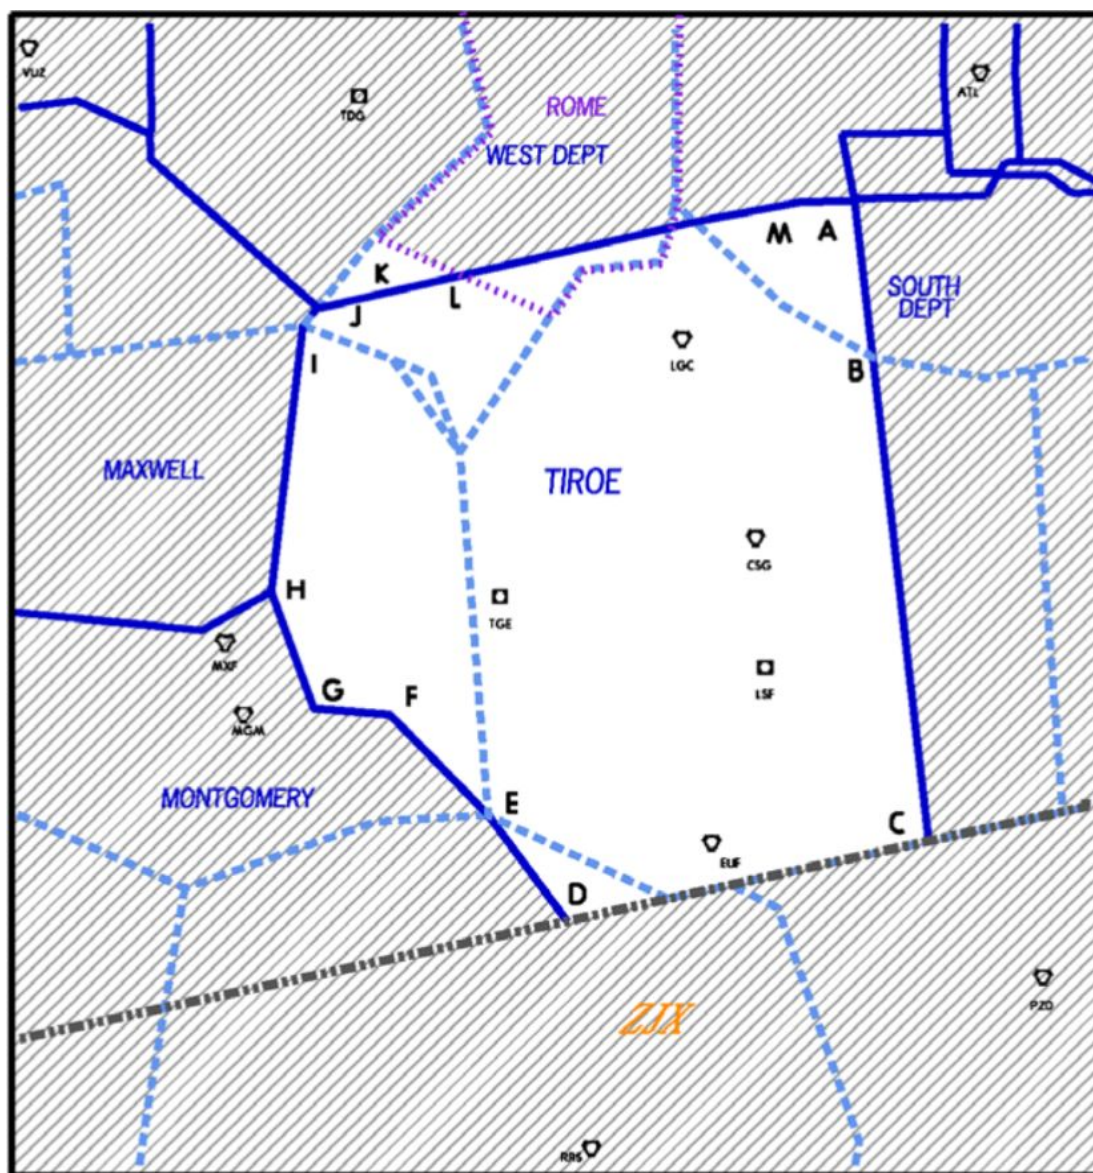 VUZ
ATL
TDG
ROME
WEST DEPT
M A
K
SOUTH
DEPT
L
J
LGC
I
B
MAXWELL
TIROE
CSG
H
TGE
MXF
LSF
G
F
MGM
MONTGOMERY
E
C
EUF
D
PZD
ZJX
RRS